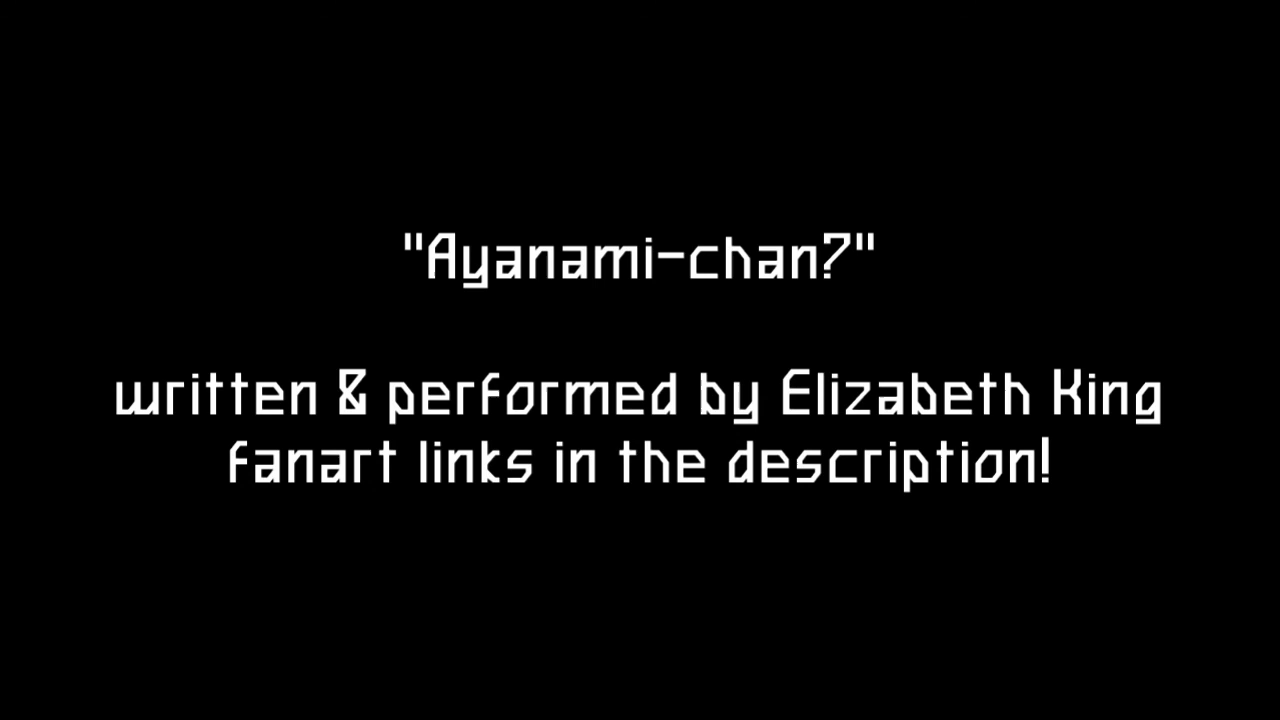 "Ayanami-chan?"
written & performed by Elizabeth King
fanart links in the description!